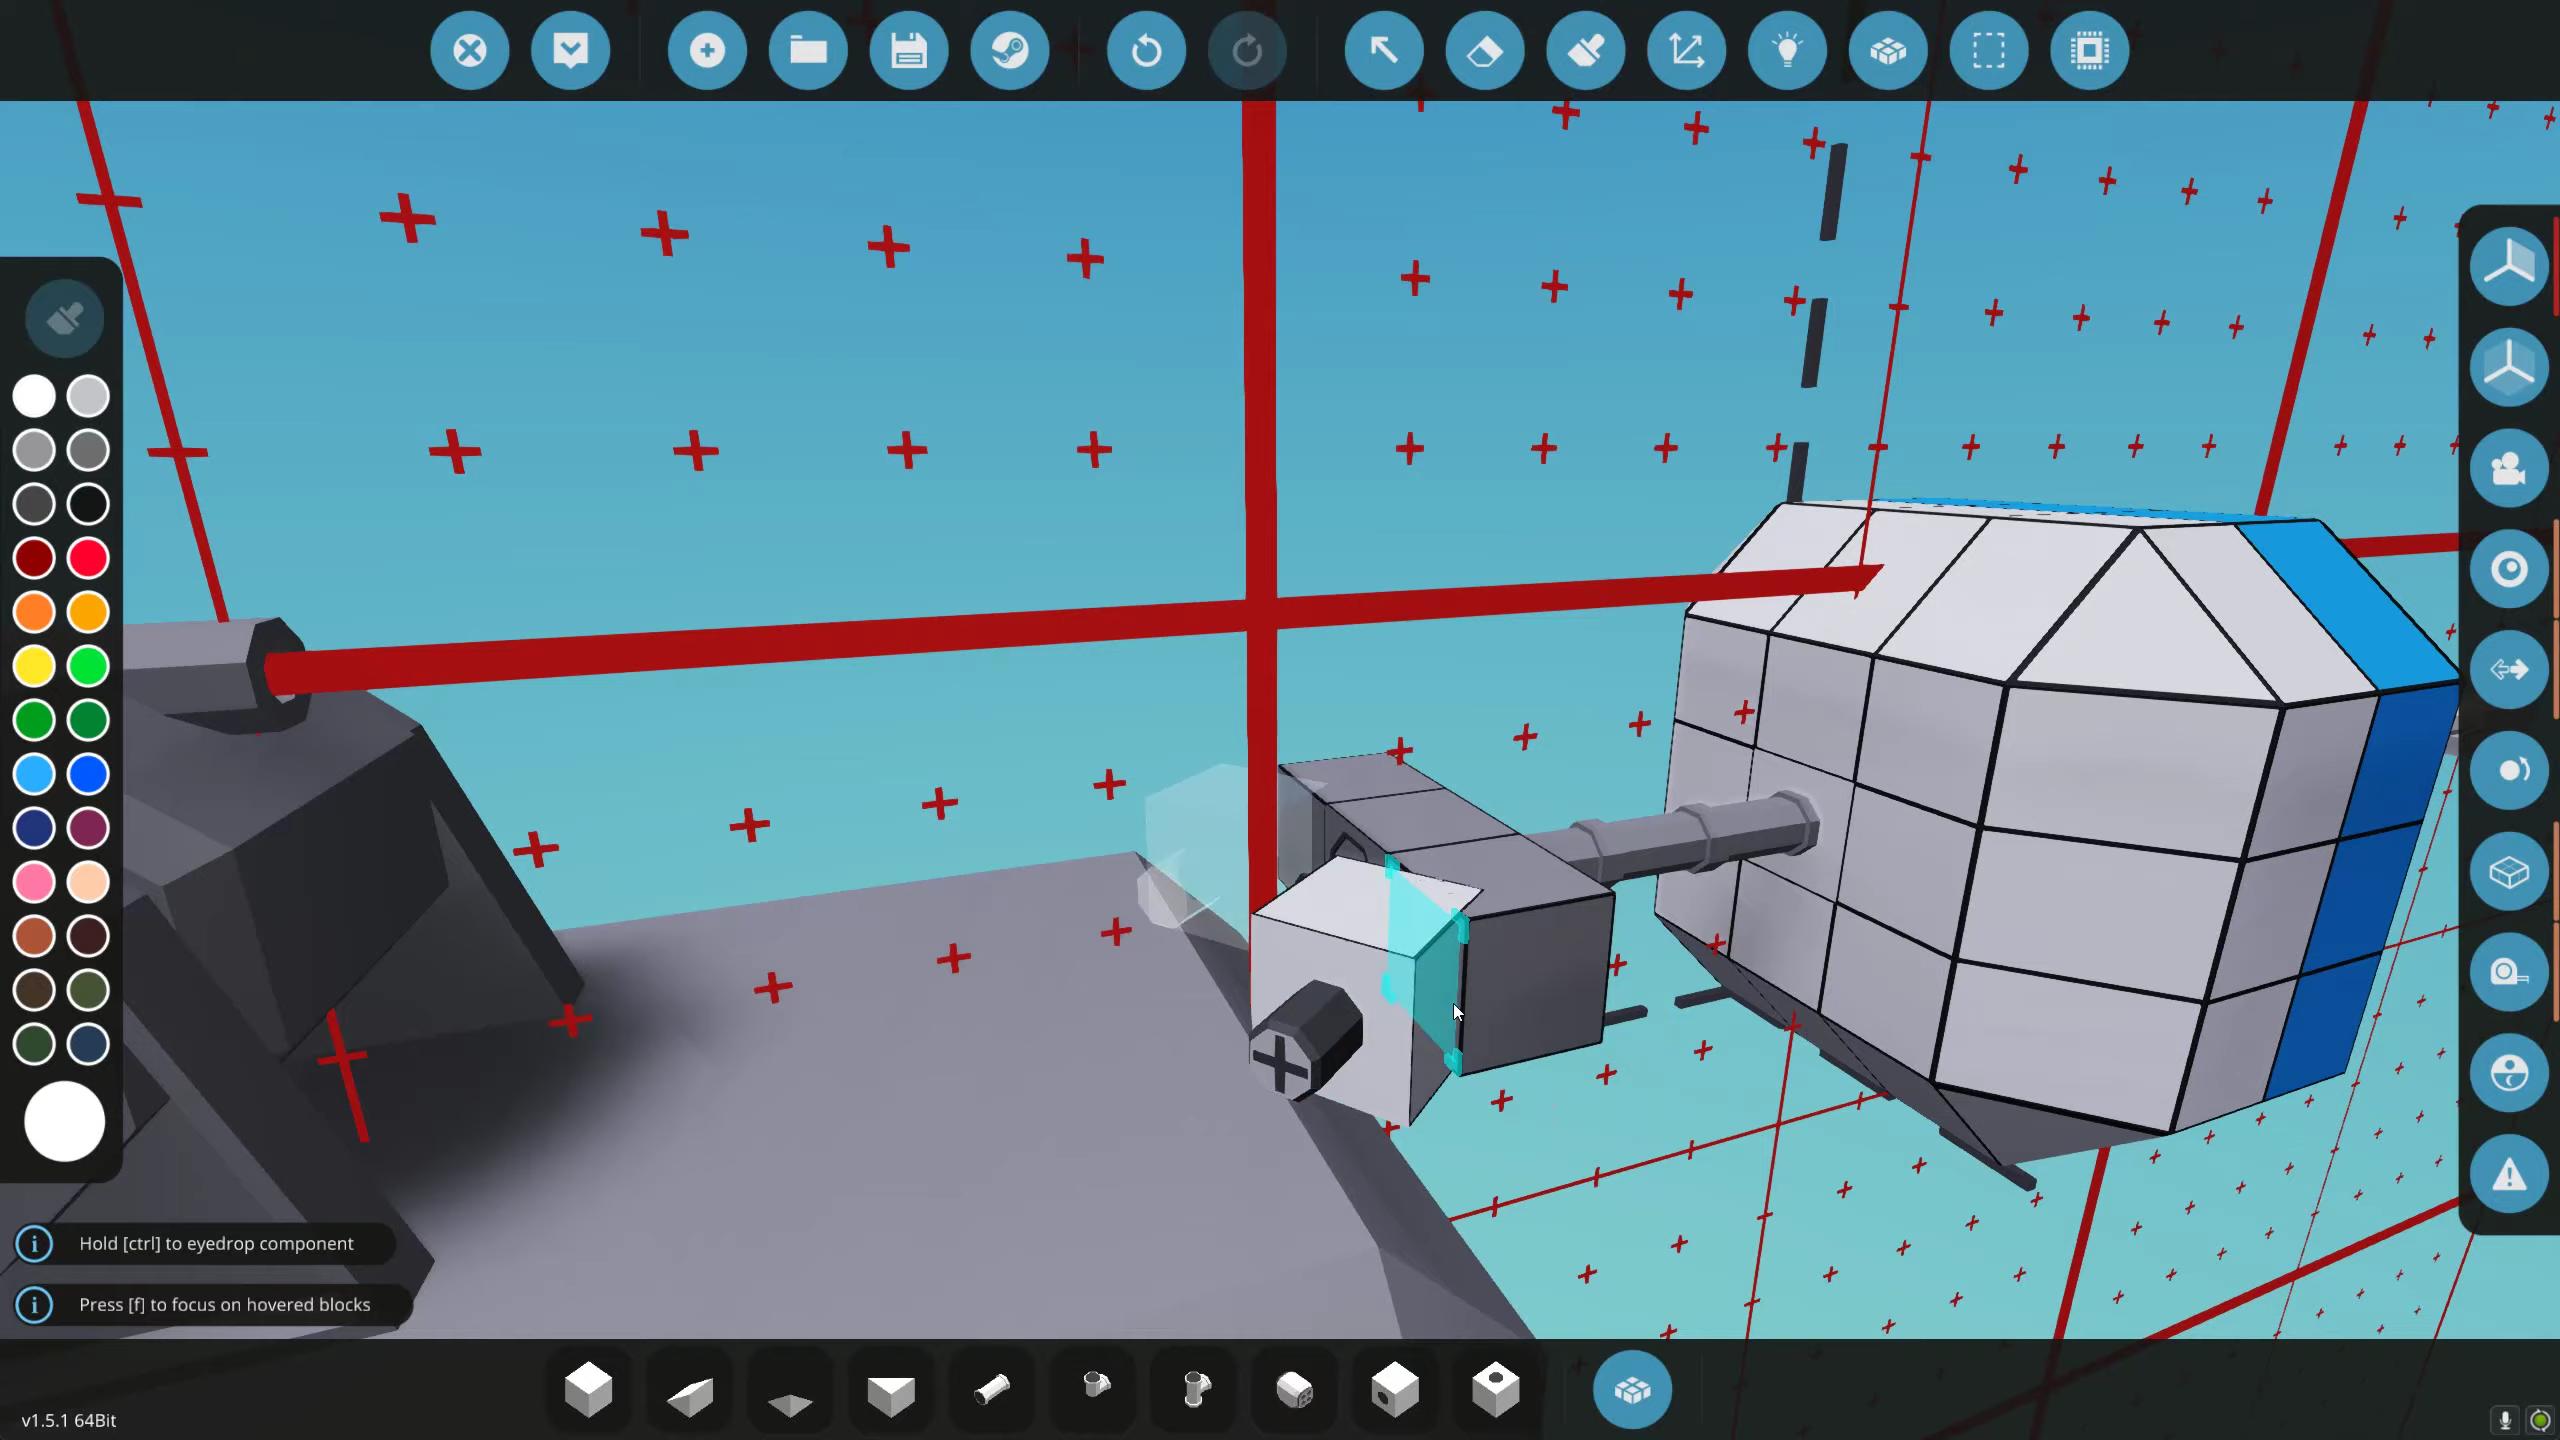 Hold [ctrl] to eyedrop component
Press [f] to focus on hovered blocks
v1.5.1 64Bit